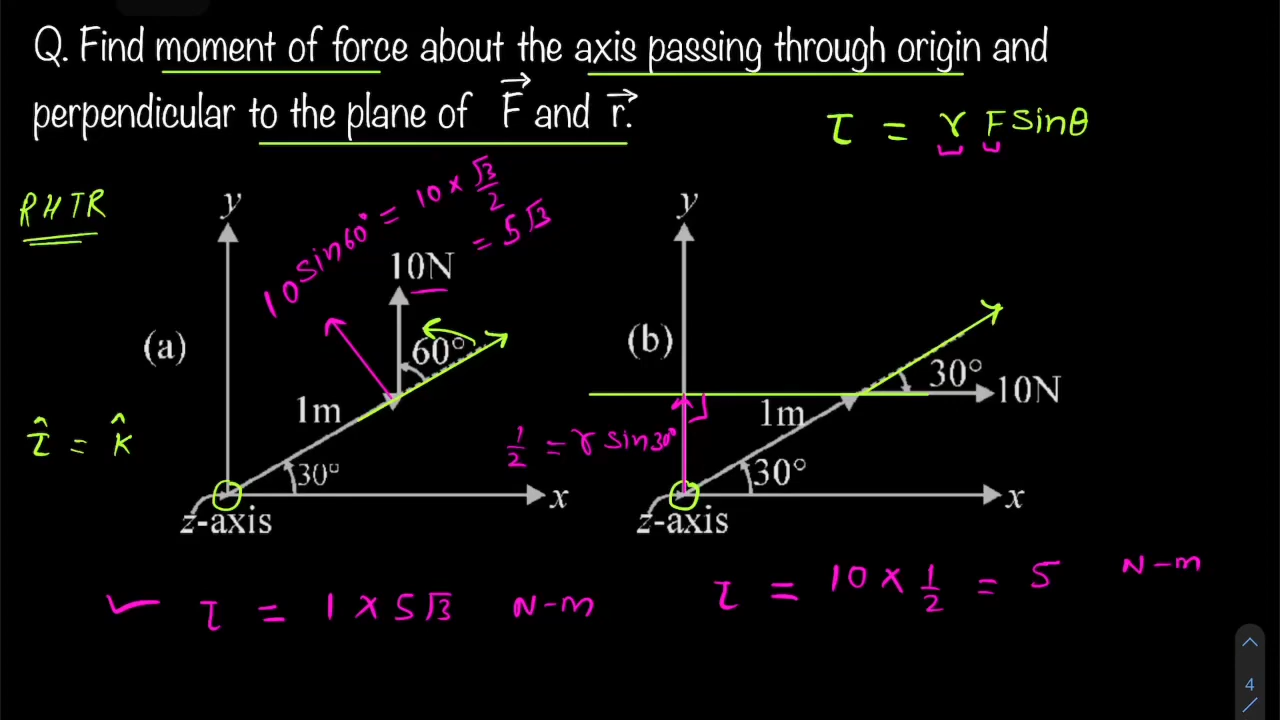 Q. Find moment of force about the axis passing through origin and
perpendicular to the plane of F⃗ and r⃗.
τ = r F sinθ
RHTR
(a)
y
10 sin60° = 10 × √3/2
= 5√3
10N
60°
1m
30°
x
z-axis
τ̂ = k̂
τ = 1 × 5√3 N-m
(b)
y
30°
10N
1m
1/2 = r sin30°
30°
x
z-axis
τ = 10 × 1/2 = 5 N-m
4